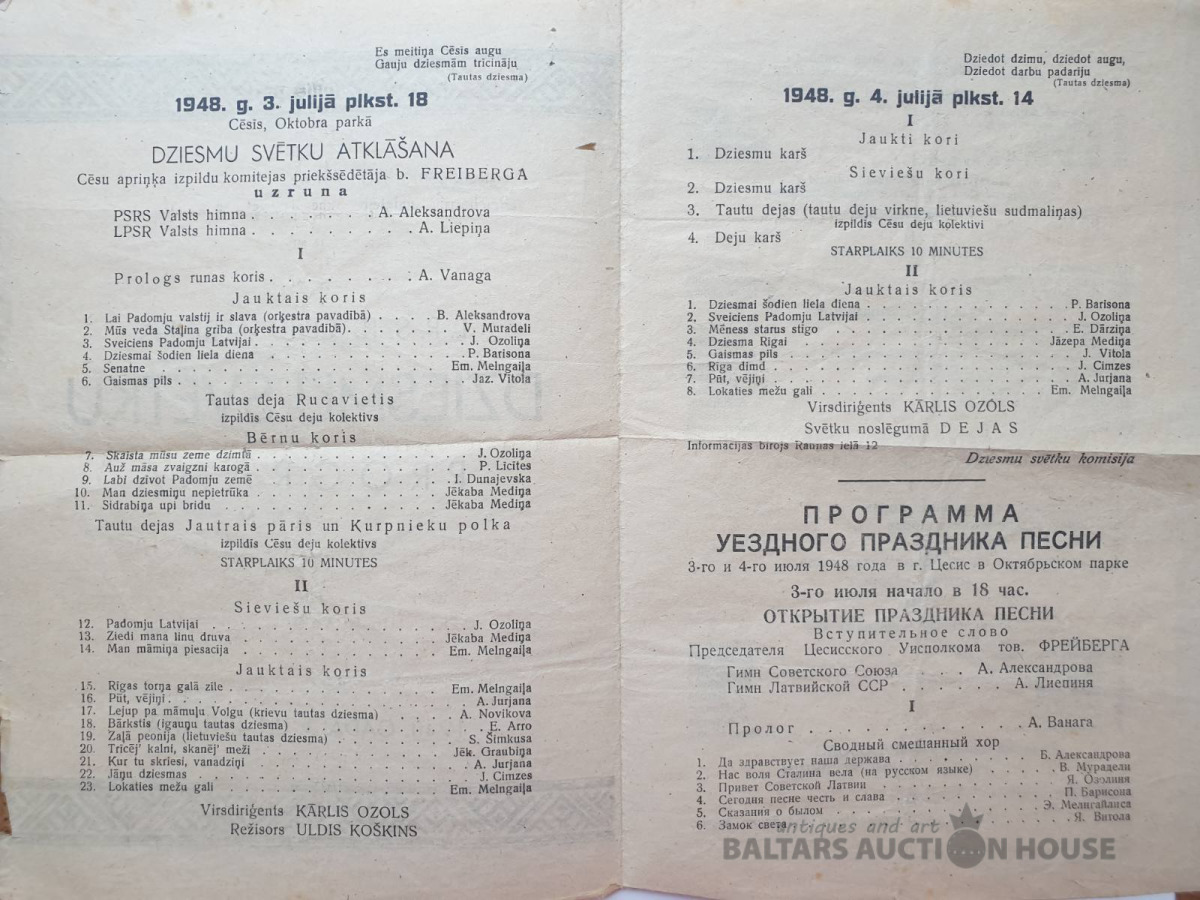 Es meitiņa Cēsis augu
Gauju dziesmām trīcināju
(Tautas dziesma)
1948. g. 3. julijā plkst. 18
Cēsīs, Oktobra parkā
DZIESMU SVĒTKU ATKLĀŠANA
Cēsu apriņķa izpildu komitejas priekšsēdētāja b. FREIBERGA
uzruna
PSRS Valsts himna . . . . . . . A. Aleksandrova
LPSR Valsts himna . . . . . . . . A. Liepiņa
I
Prologs runas koris . . . . . . . . A. Vanaga
Jauktais koris
1. Lai Padomju valstij ir slava (orķestra pavadībā) . . . . B. Aleksandrova
2. Mūs veda Staļina griba (orķestra pavadībā) . . . . . V. Muradeli
3. Sveiciens Padomju Latvijai . . . . . . . J. Ozoliņa
4. Dziesmai šodien liela diena . . . . . . . P. Barisona
5. Senatne . . . . . . . Em. Melngaiļa
6. Gaismas pils . . . . . . . Jāz. Vītola
Tautas deja Rucavietis
izpildīs Cēsu deju kolektīvs
Bērnu koris
7. Skaista mūsu zeme dzimtā . . . . . . . J. Ozoliņa
8. Auž māsa zvaigzni karogā . . . . . . . P. Līcītes
9. Labi dzīvot Padomju zemē . . . . . . . I. Dunajevska
10. Man dziesmiņu nepietrūka . . . . . . . Jēkaba Mediņa
11. Sidrabiņa upi bridu . . . . . . . Jēkaba Mediņa
Tautu dejas Jautrais pāris un Kurpnieku polka
izpildīs Cēsu deju kolektīvs
STARPLAIKS 10 MINUTES
II
Sieviešu koris
12. Padomju Latvijai . . . . . . . J. Ozoliņa
13. Ziedi mana linu druva . . . . . . . Jēkaba Mediņa
14. Man māmiņa piesacīja . . . . . . . Em. Melngaiļa
Jauktais koris
15. Rīgas torņa galā zīle . . . . . . . Em. Melngaiļa
16. Pūt, vējiņi . . . . . . . A. Jurjana
17. Lejup pa māmuļu Volgu (krievu tautas dziesma) . . . . A. Novikova
18. Bārkstis (igauņu tautas dziesma) . . . . . . . E. Arro
19. Zaļā peonija (lietuviešu tautas dziesma) . . . . . . . S. Šimkusa
20. Trīcēj' kalni, skanēj' meži . . . . . . . Jēk. Graubiņa
21. Kur tu skriesi, vanadziņi . . . . . . . A. Jurjana
22. Jāņu dziesmas . . . . . . . J. Cimzes
23. Lokaties mežu gali . . . . . . . Em. Melngaiļa
Virsdiriģents KĀRLIS OZOLS
Režisors ULDIS KOŠKINS
Dziedot dzimu, dziedot augu,
Dziedot darbu padarīju
(Tautas dziesma)
1948. g. 4. julijā plkst. 14
I
Jaukti kori
1. Dziesmu karš
Sieviešu kori
2. Dziesmu karš
3. Tautu dejas (tautu deju virkne, lietuviešu sudmaliņas)
izpildīs Cēsu deju kolektīvi
4. Deju karš
STARPLAIKS 10 MINUTES
II
Jauktais koris
1. Dziesmai šodien liela diena . . . . . . . P. Barisona
2. Sveiciens Padomju Latvijai . . . . . . . J. Ozoliņa
3. Mēness starus stīgo . . . . . . . E. Dārziņa
4. Dziesma Rīgai . . . . . . . Jāzepa Mediņa
5. Gaismas pils . . . . . . . J. Vītola
6. Rīga dimd . . . . . . . J. Cimzes
7. Pūt, vējiņi . . . . . . . A. Jurjana
8. Lokaties mežu gali . . . . . . . Em. Melngaiļa
Virsdiriģents KĀRLIS OZOLS
Svētku noslēgumā DEJAS
Informacijas birojs Raunas ielā 12
Dziesmu svētku komisija
ПРОГРАММА
УЕЗДНОГО ПРАЗДНИКА ПЕСНИ
3-го и 4-го июля 1948 года в г. Цесис в Октябрьском парке
3-го июля начало в 18 час.
ОТКРЫТИЕ ПРАЗДНИКА ПЕСНИ
Вступительное слово
Председателя Цесисского Уисполкома тов. ФРЕЙБЕРГА
Гимн Советского Союза . . . . А. Александрова
Гимн Латвийской ССР . . . . . . А. Лиепиня
I
Пролог . . . . . . . . А. Ванага
Сводный смешанный хор
1. Да здравствует наша держава . . . . . . . Б. Александрова
2. Нас воля Сталина вела (на русском языке) . . . . . . . В. Мурадели
3. Привет Советской Латвии . . . . . . . Я. Озолиня
4. Сегодня песне честь и слава . . . . . . . П. Барисона
5. Сказания о былом . . . . . . . Э. Мелнгайлиса
6. Замок света . . . . . . . Я. Витола
antiques and art
BALTARS AUCTION HOUSE